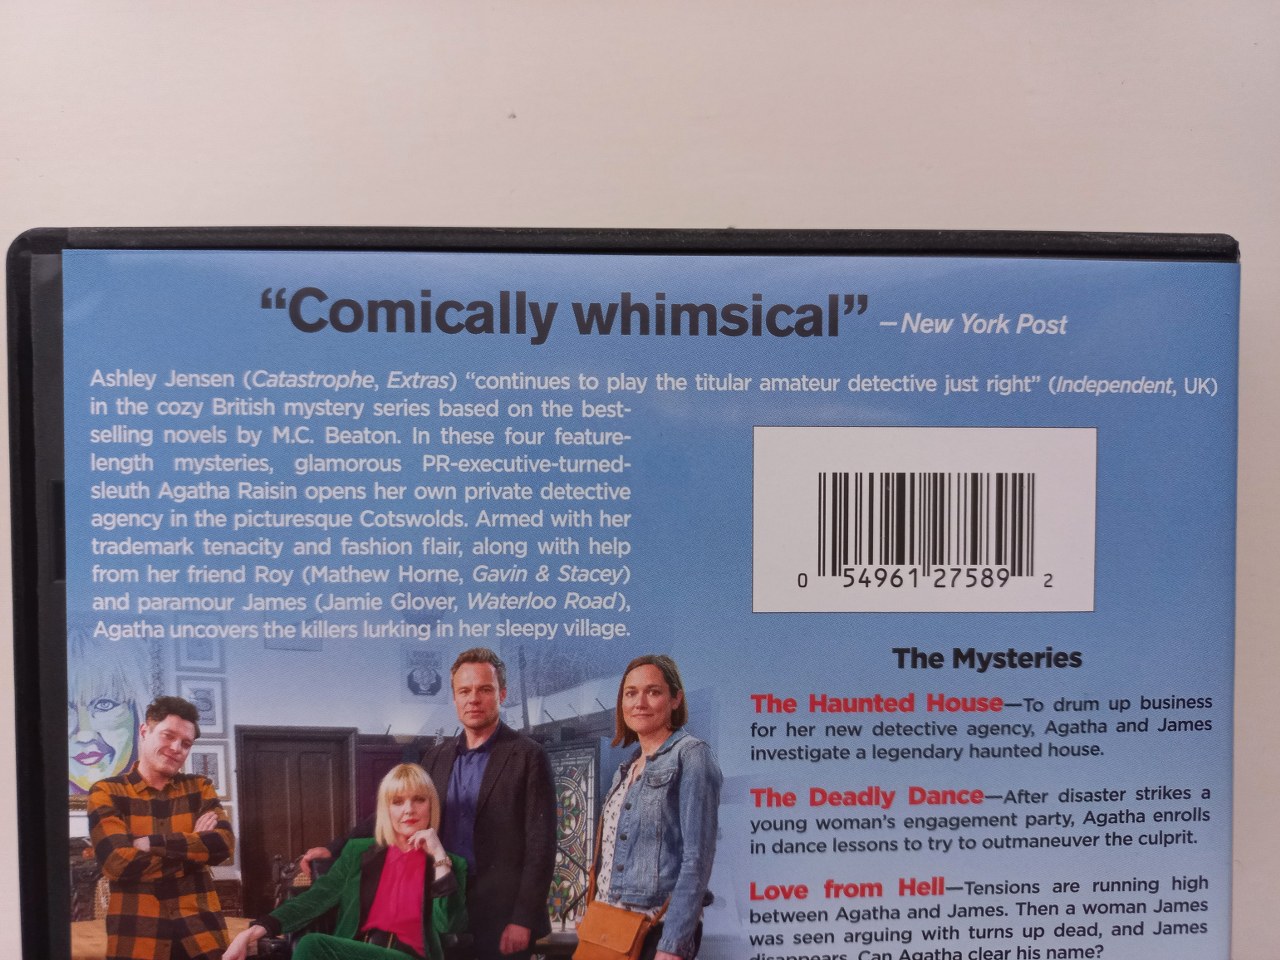 “Comically whimsical” –New York Post
Ashley Jensen (Catastrophe, Extras) “continues to play the titular amateur detective just right” (Independent, UK)
in the cozy British mystery series based on the best-
selling novels by M.C. Beaton. In these four feature-
length mysteries, glamorous PR-executive-turned-
sleuth Agatha Raisin opens her own private detective
agency in the picturesque Cotswolds. Armed with her
trademark tenacity and fashion flair, along with help
from her friend Roy (Mathew Horne, Gavin & Stacey)
and paramour James (Jamie Glover, Waterloo Road),
Agatha uncovers the killers lurking in her sleepy village.
0 54961 27589 2
The Mysteries
The Haunted House—To drum up business
for her new detective agency, Agatha and James
investigate a legendary haunted house.
The Deadly Dance—After disaster strikes a
young woman’s engagement party, Agatha enrolls
in dance lessons to try to outmaneuver the culprit.
Love from Hell—Tensions are running high
between Agatha and James. Then a woman James
was seen arguing with turns up dead, and James
disappears. Can Agatha clear his name?